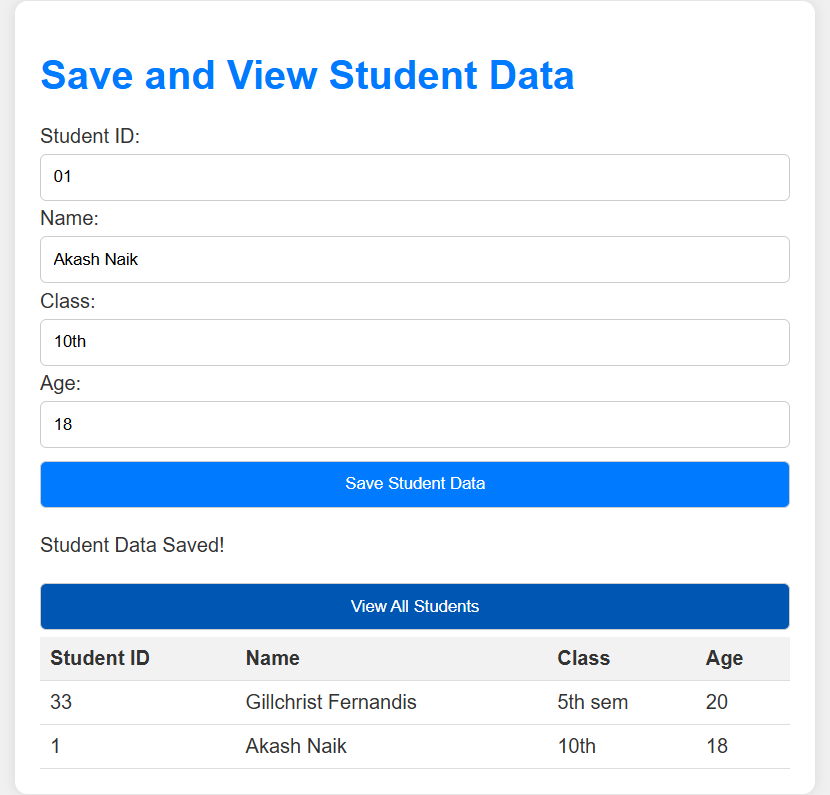 Save and View Student Data
Student ID:
01
Name:
Akash Naik
Class:
10th
Age:
18
Save Student Data
Student Data Saved!
View All Students
Student ID Name Class Age
33 Gillchrist Fernandis 5th sem 20
1 Akash Naik 10th 18